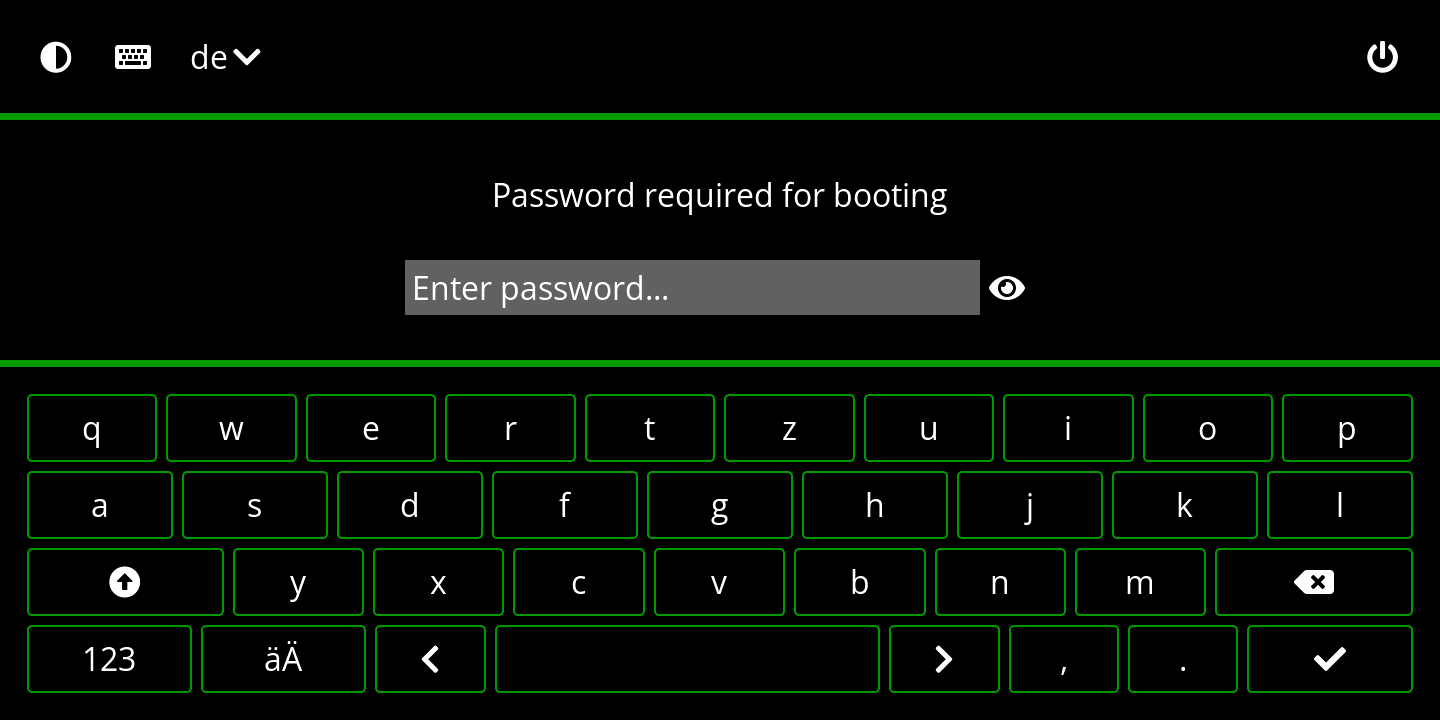 de
Password required for booting
Enter password...
q w e r t z u i o p
a s d f g h j k l
y x c v b n m
123 äÄ , .